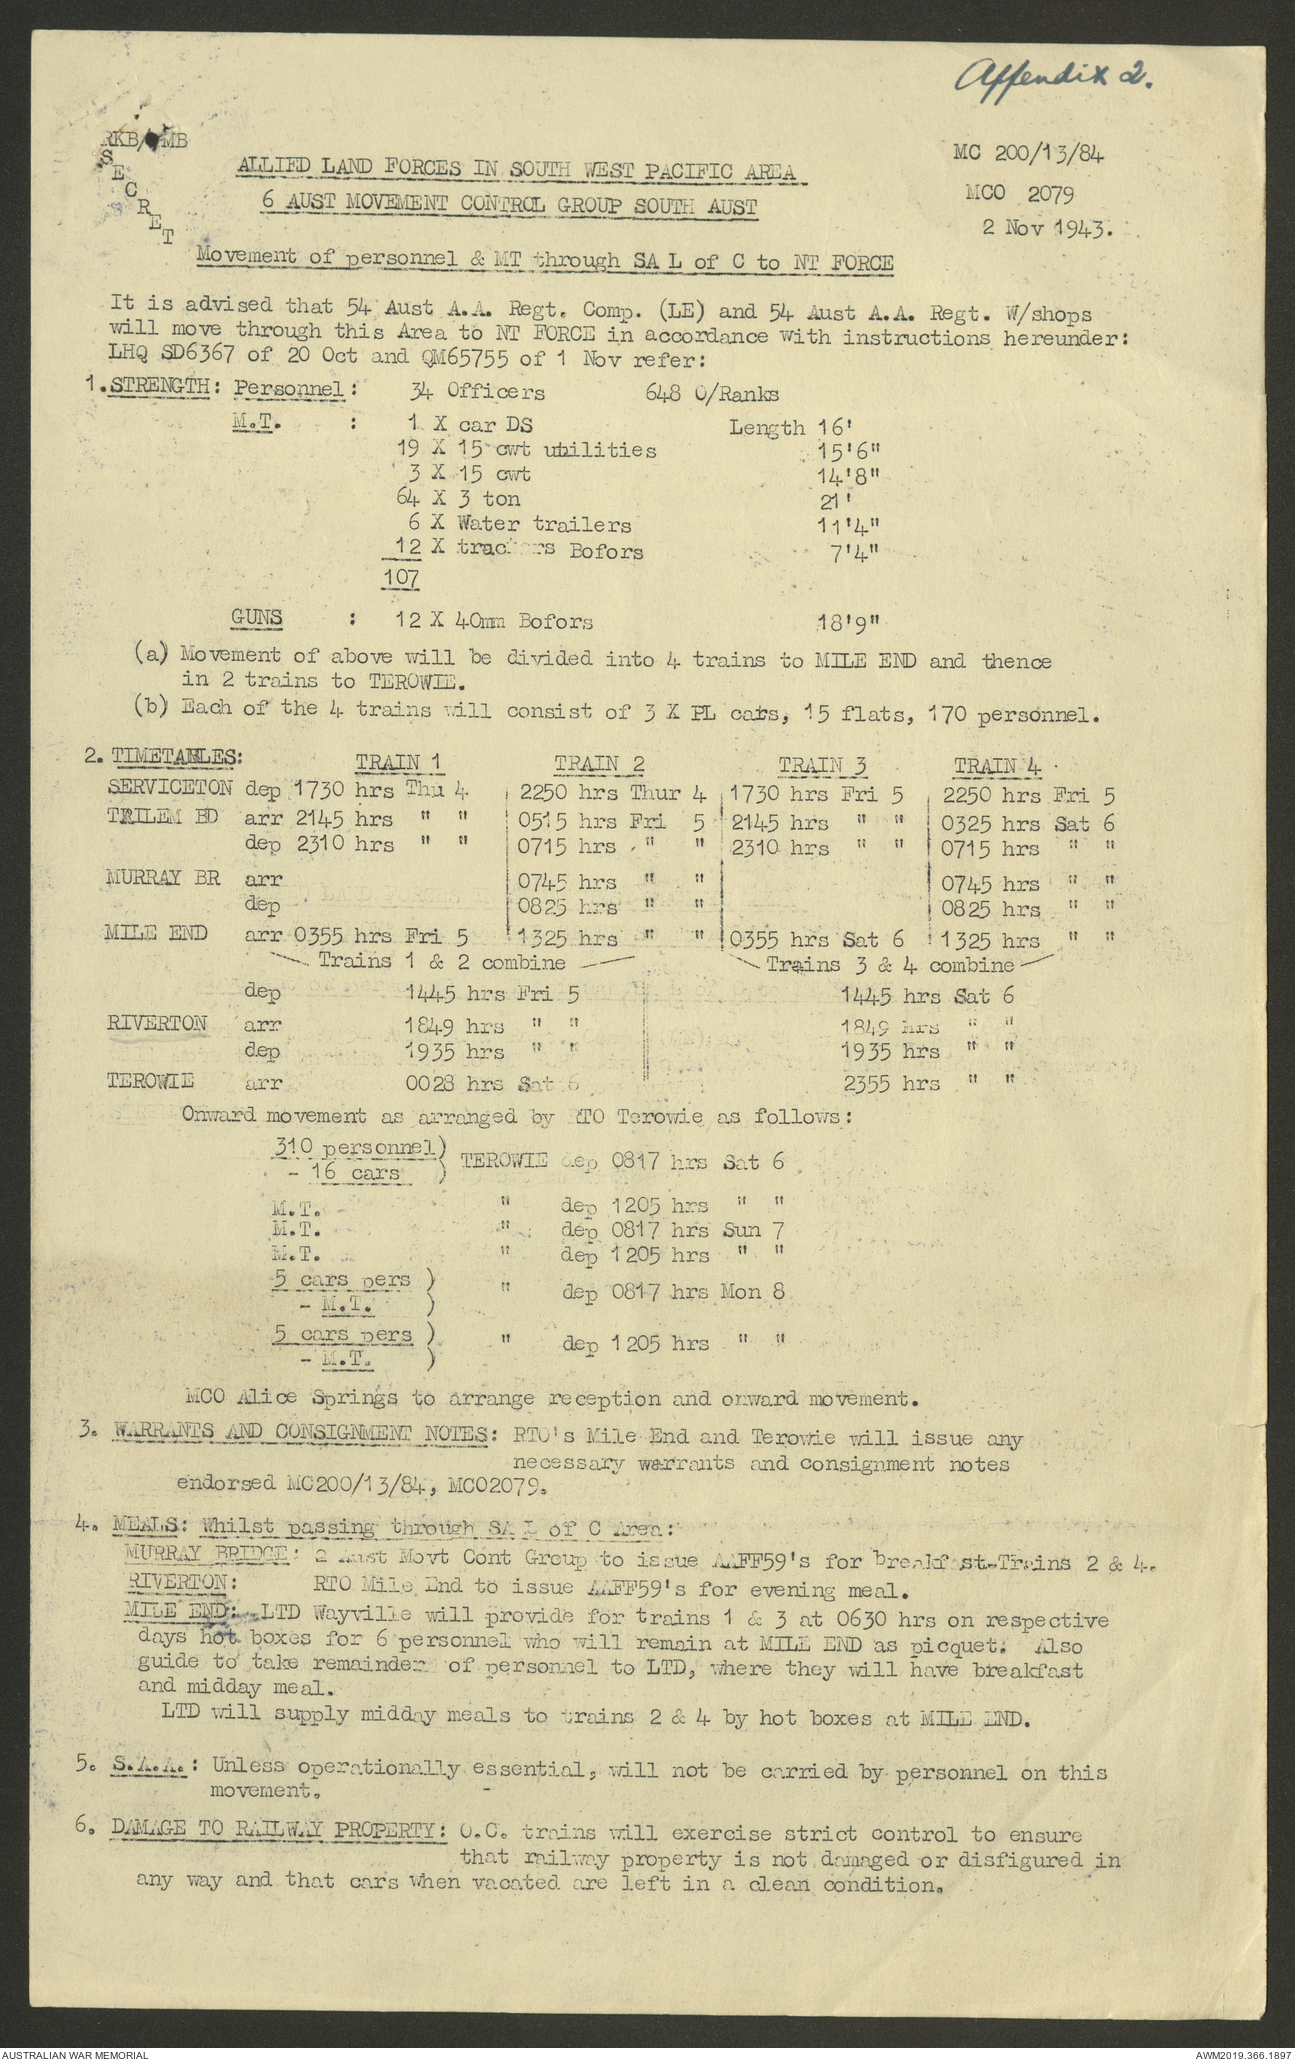 Appendix 2.
RKB/ MB
SECRET
MC 200/13/84
ALLIED LAND FORCES IN SOUTH WEST PACIFIC AREA
MCO 2079
6 AUST MOVEMENT CONTROL GROUP SOUTH AUST
2 Nov 1943.
Movement of personnel & MT through SA L of C to NT FORCE
It is advised that 54 Aust A.A. Regt. Comp. (LE) and 54 Aust A.A. Regt. W/shops
will move through this Area to NT FORCE in accordance with instructions hereunder:
LHQ SD6367 of 20 Oct and QM65755 of 1 Nov refer:
1. STRENGTH: Personnel: 34 Officers 648 O/Ranks
M.T. : 1 X car DS Length 16'
19 X 15 cwt utilities 15'6"
3 X 15 cwt 14'8"
64 X 3 ton 21'
6 X Water trailers 11'4"
12 X Bofors 7'4"
107
GUNS : 12 X 40mm Bofors 18'9"
(a) Movement of above will be divided into 4 trains to MILE END and thence
in 2 trains to TEROWIE.
(b) Each of the 4 trains will consist of 3 X PL cars, 15 flats, 170 personnel.
2. TIMETABLES: TRAIN 1 TRAIN 2 TRAIN 3 TRAIN 4
SERVICETON dep 1730 hrs Thu 4 2250 hrs Thur 4 1730 hrs Fri 5 2250 hrs Fri 5
TRILEM BD arr 2145 hrs " " 0515 hrs Fri 5 2145 hrs " " 0325 hrs Sat 6
dep 2310 hrs " " 0715 hrs " " 2310 hrs " " 0715 hrs " "
MURRAY BR arr 0745 hrs " " 0745 hrs " "
dep 0825 hrs " " 0825 hrs " "
MILE END arr 0355 hrs Fri 5 1325 hrs " " 0355 hrs Sat 6 1325 hrs " "
Trains 1 & 2 combine Trains 3 & 4 combine
dep 1445 hrs Fri 5 1445 hrs Sat 6
RIVERTON arr 1849 hrs " " 1849 hrs " "
dep 1935 hrs " " 1935 hrs " "
TEROWIE arr 0028 hrs Sat 6 2355 hrs " "
Onward movement as arranged by RTO Terowie as follows:
310 personnel)
- 16 cars ) TEROWIE dep 0817 hrs Sat 6
M.T. " dep 1205 hrs " "
M.T. " dep 0817 hrs Sun 7
M.T. " dep 1205 hrs " "
5 cars pers )
- M.T. ) " dep 0817 hrs Mon 8
5 cars pers )
- M.T. ) " dep 1205 hrs " "
MCO Alice Springs to arrange reception and onward movement.
3. WARRANTS AND CONSIGNMENT NOTES: RTO's Mile End and Terowie will issue any
necessary warrants and consignment notes
endorsed MC200/13/84, MCO2079.
4. MEALS: Whilst passing through SA L of C Area:
MURRAY BRIDGE: 2 Aust Movt Cont Group to issue AAFF59's for breakfast-Trains 2 & 4.
RIVERTON: RTO Mile End to issue AAFF59's for evening meal.
MILE END: LTD Wayville will provide for trains 1 & 3 at 0630 hrs on respective
days hot boxes for 6 personnel who will remain at MILE END as picquet. Also
guide to take remainder of personnel to LTD, where they will have breakfast
and midday meal.
LTD will supply midday meals to trains 2 & 4 by hot boxes at MILE END.
5. S.A.A.: Unless operationally essential, will not be carried by personnel on this
movement.
6. DAMAGE TO RAILWAY PROPERTY: O.C. trains will exercise strict control to ensure
that railway property is not damaged or disfigured in
any way and that cars when vacated are left in a clean condition.
AUSTRALIAN WAR MEMORIAL
AWM2019.366.1897